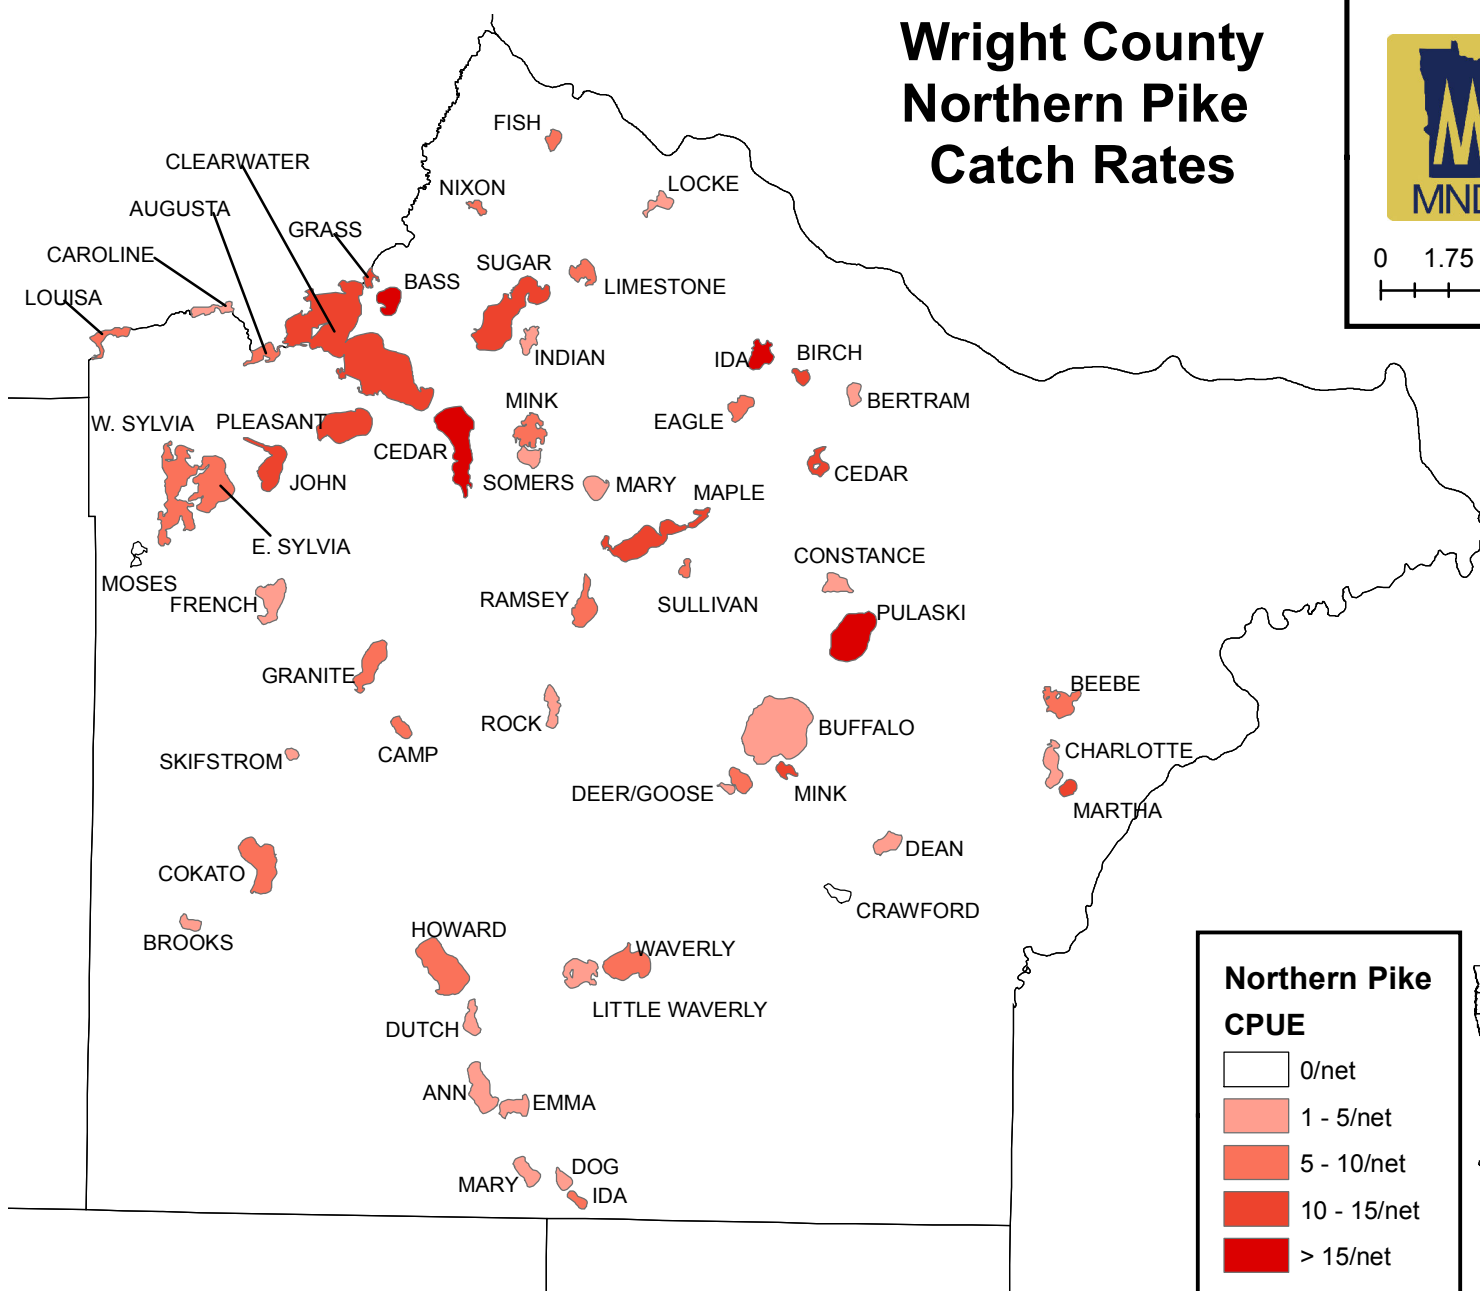 Wright County
Northern Pike
Catch Rates
MND
0 1.75
FISH
CLEARWATER
NIXON
LOCKE
AUGUSTA
GRASS
CAROLINE
SUGAR
BASS
LIMESTONE
LOUISA
INDIAN
IDA
BIRCH
BERTRAM
MINK
EAGLE
W. SYLVIA
PLEASANT
CEDAR
CEDAR
JOHN
SOMERS
MARY
MAPLE
E. SYLVIA
CONSTANCE
MOSES
FRENCH
RAMSEY
SULLIVAN
PULASKI
GRANITE
BEEBE
ROCK
BUFFALO
CAMP
SKIFSTROM
CHARLOTTE
DEER/GOOSE
MINK
MARTHA
DEAN
COKATO
CRAWFORD
BROOKS
HOWARD
WAVERLY
LITTLE WAVERLY
DUTCH
ANN
EMMA
MARY
DOG
IDA
Northern Pike
CPUE
0/net
1 - 5/net
5 - 10/net
10 - 15/net
> 15/net